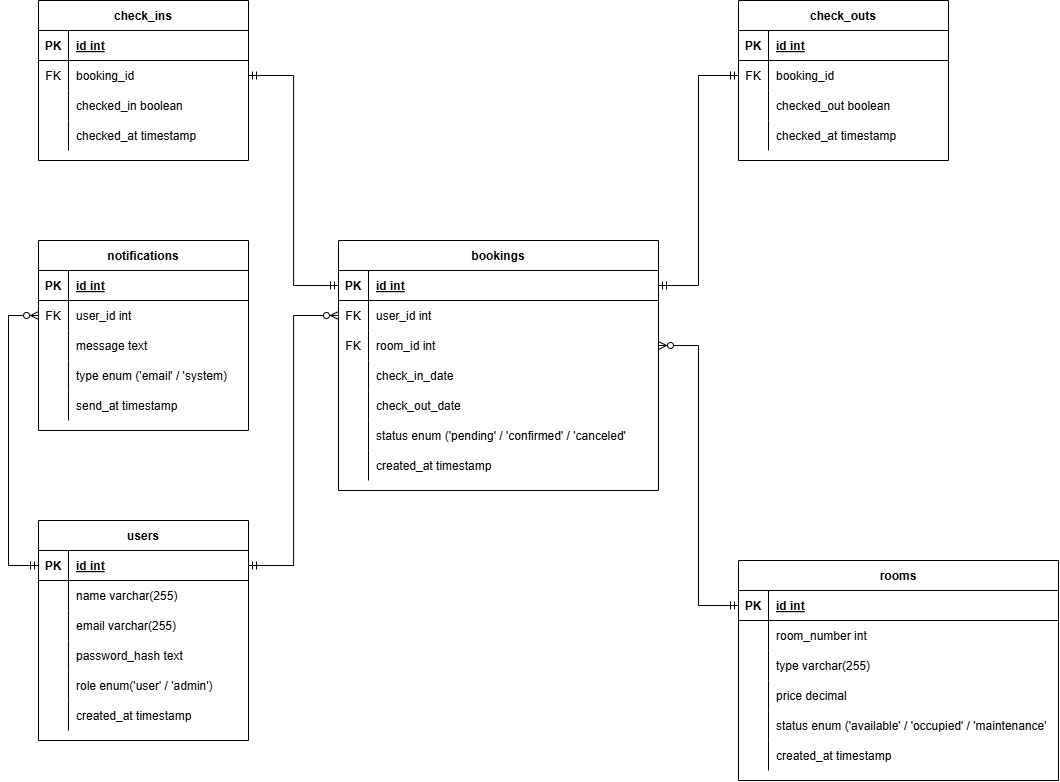 check_ins
PK id int
FK booking_id
checked_in boolean
checked_at timestamp
check_outs
PK id int
FK booking_id
checked_out boolean
checked_at timestamp
notifications
PK id int
FK user_id int
message text
type enum ('email' / 'system)
send_at timestamp
bookings
PK id int
FK user_id int
FK room_id int
check_in_date
check_out_date
status enum ('pending' / 'confirmed' / 'canceled'
created_at timestamp
users
PK id int
name varchar(255)
email varchar(255)
password_hash text
role enum('user' / 'admin')
created_at timestamp
rooms
PK id int
room_number int
type varchar(255)
price decimal
status enum ('available' / 'occupied' / 'maintenance'
created_at timestamp